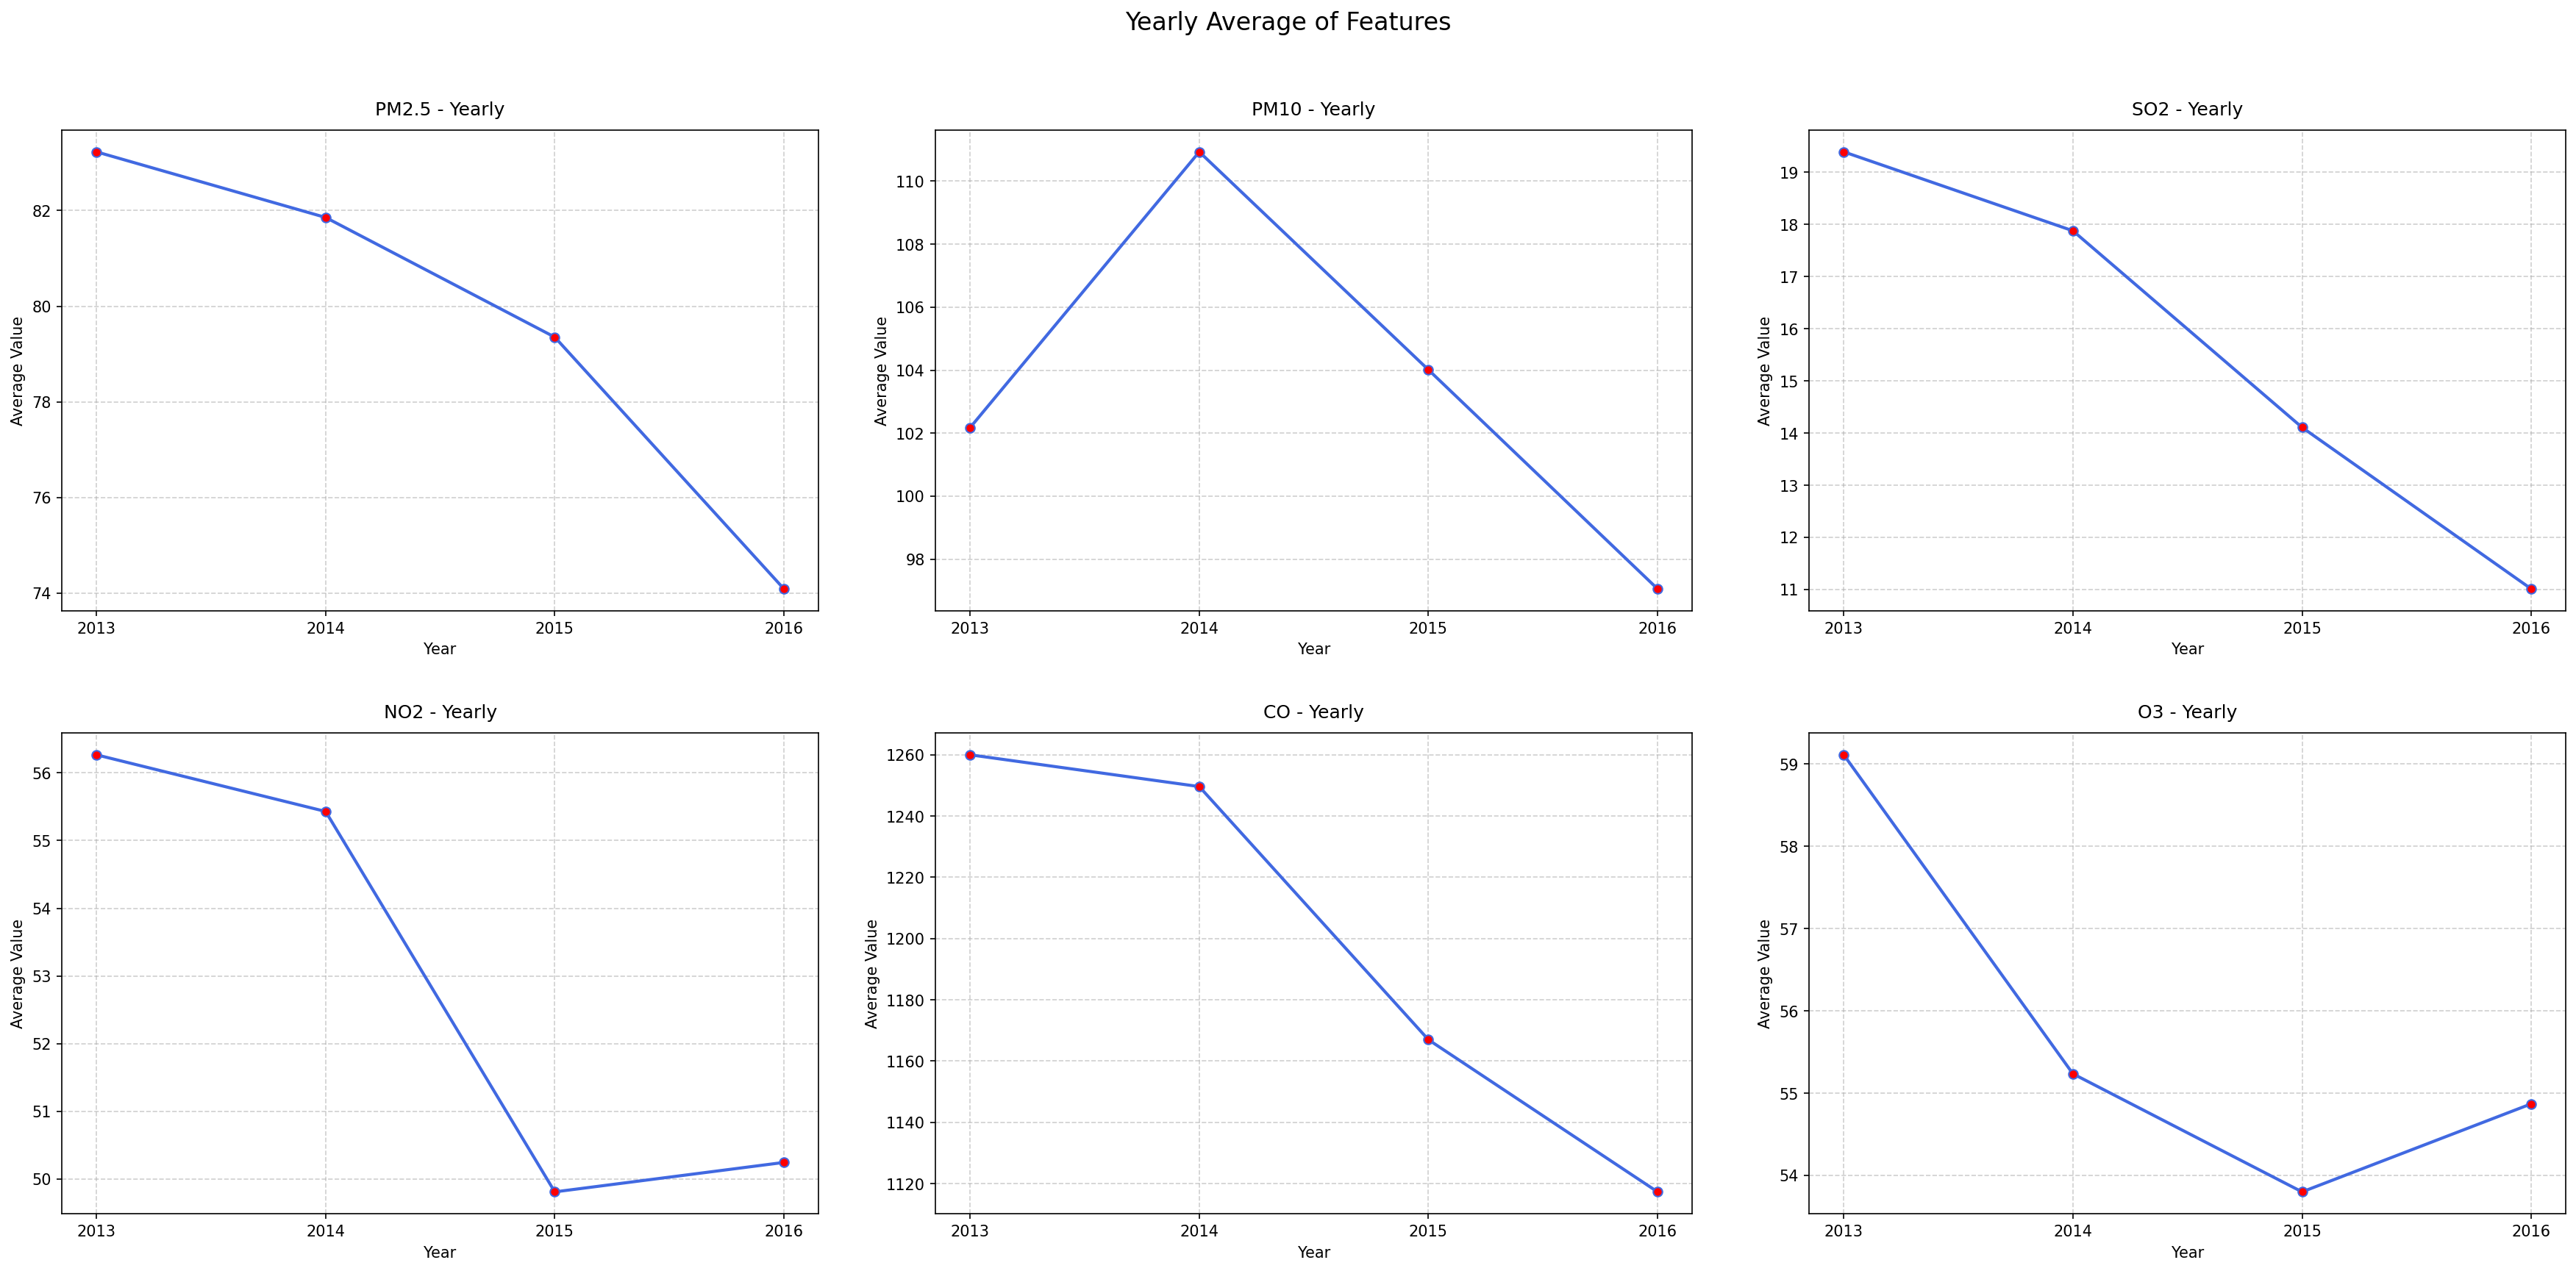 Yearly Average of Features
PM2.5 - Yearly
Average Value
82
80
78
76
74
2013 2014 2015 2016
Year
PM10 - Yearly
Average Value
110
108
106
104
102
100
98
2013 2014 2015 2016
Year
SO2 - Yearly
Average Value
19
18
17
16
15
14
13
12
11
2013 2014 2015 2016
Year
NO2 - Yearly
Average Value
56
55
54
53
52
51
50
2013 2014 2015 2016
Year
CO - Yearly
Average Value
1260
1240
1220
1200
1180
1160
1140
1120
2013 2014 2015 2016
Year
O3 - Yearly
Average Value
59
58
57
56
55
54
2013 2014 2015 2016
Year